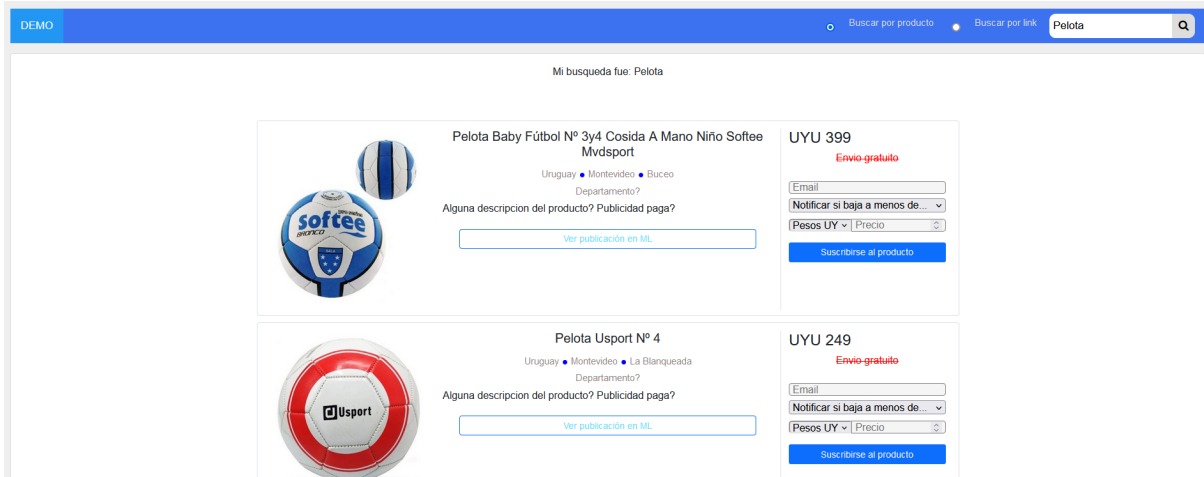 DEMO
Buscar por producto
Buscar por link
Pelota
Mi busqueda fue: Pelota
softee
BRONCO
Pelota Baby Fútbol Nº 3y4 Cosida A Mano Niño Softee
Mvdsport
Uruguay ● Montevideo ● Buceo
Departamento?
Alguna descripcion del producto? Publicidad paga?
Ver publicación en ML
UYU 399
Envio gratuito
Email
Notificar si baja a menos de...
Pesos UY Precio
Suscribirse al producto
Usport
Pelota Usport Nº 4
Uruguay ● Montevideo ● La Blanqueada
Departamento?
Alguna descripcion del producto? Publicidad paga?
Ver publicación en ML
UYU 249
Envio gratuito
Email
Notificar si baja a menos de...
Pesos UY Precio
Suscribirse al producto